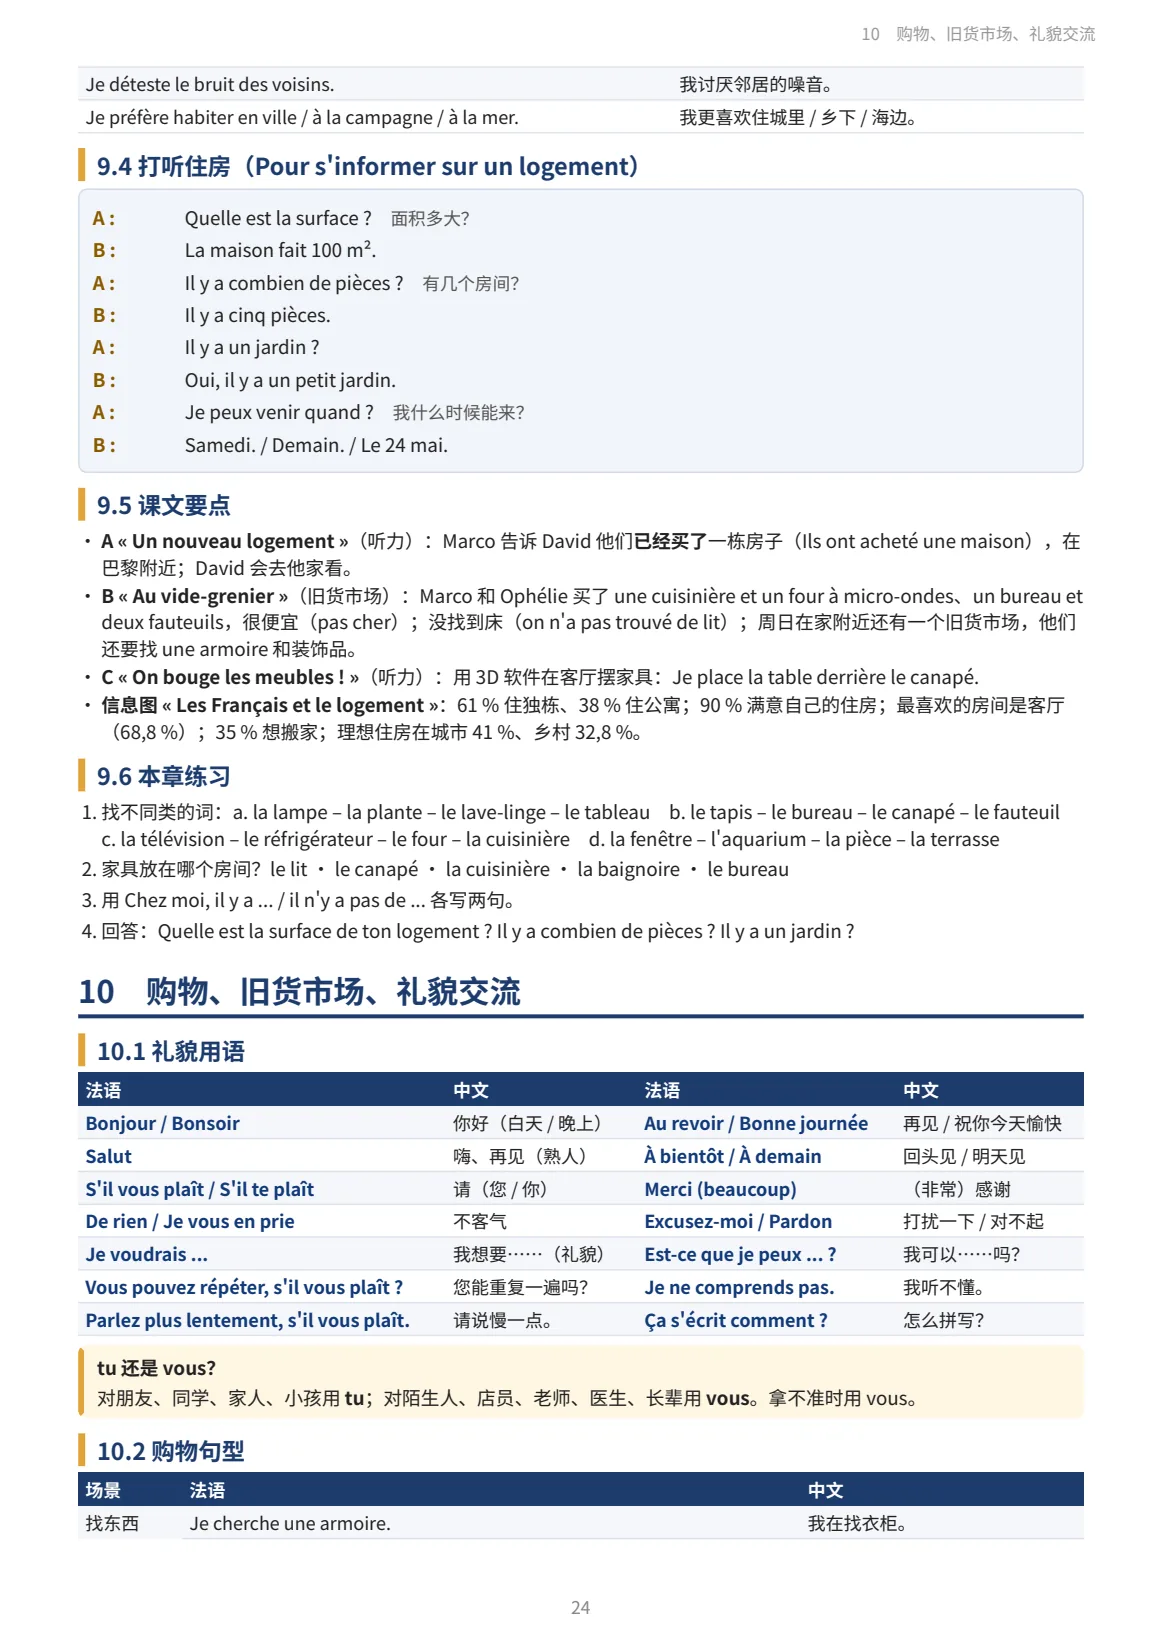 10 购物、旧货市场、礼貌交流
Je déteste le bruit des voisins. 我讨厌邻居的噪音。
Je préfère habiter en ville / à la campagne / à la mer. 我更喜欢住城里 / 乡下 / 海边。
9.4 打听住房（Pour s'informer sur un logement）
A : Quelle est la surface ? 面积多大？
B : La maison fait 100 m².
A : Il y a combien de pièces ? 有几个房间？
B : Il y a cinq pièces.
A : Il y a un jardin ?
B : Oui, il y a un petit jardin.
A : Je peux venir quand ? 我什么时候能来？
B : Samedi. / Demain. / Le 24 mai.
9.5 课文要点
• A « Un nouveau logement »（听力）：Marco 告诉 David 他们已经买了一栋房子（Ils ont acheté une maison），在
巴黎附近；David 会去他家看。
• B « Au vide-grenier »（旧货市场）：Marco 和 Ophélie 买了 une cuisinière et un four à micro-ondes、un bureau et
deux fauteuils，很便宜（pas cher）；没找到床（on n'a pas trouvé de lit）；周日在家附近还有一个旧货市场，他们
还要找 une armoire 和装饰品。
• C « On bouge les meubles ! »（听力）：用 3D 软件在客厅摆家具：Je place la table derrière le canapé.
• 信息图 « Les Français et le logement »：61 % 住独栋、38 % 住公寓；90 % 满意自己的住房；最喜欢的房间是客厅
（68,8 %）；35 % 想搬家；理想住房在城市 41 %、乡村 32,8 %。
9.6 本章练习
1. 找不同类的词：a. la lampe – la plante – le lave-linge – le tableau b. le tapis – le bureau – le canapé – le fauteuil
c. la télévision – le réfrigérateur – le four – la cuisinière d. la fenêtre – l'aquarium – la pièce – la terrasse
2. 家具放在哪个房间？le lit • le canapé • la cuisinière • la baignoire • le bureau
3. 用 Chez moi, il y a ... / il n'y a pas de ... 各写两句。
4. 回答：Quelle est la surface de ton logement ? Il y a combien de pièces ? Il y a un jardin ?
10 购物、旧货市场、礼貌交流
10.1 礼貌用语
法语 中文 法语 中文
Bonjour / Bonsoir 你好（白天 / 晚上） Au revoir / Bonne journée 再见 / 祝你今天愉快
Salut 嗨、再见（熟人） À bientôt / À demain 回头见 / 明天见
S'il vous plaît / S'il te plaît 请（您 / 你） Merci (beaucoup) （非常）感谢
De rien / Je vous en prie 不客气 Excusez-moi / Pardon 打扰一下 / 对不起
Je voudrais ... 我想要……（礼貌） Est-ce que je peux ... ? 我可以……吗？
Vous pouvez répéter, s'il vous plaît ? 您能重复一遍吗？ Je ne comprends pas. 我听不懂。
Parlez plus lentement, s'il vous plaît. 请说慢一点。 Ça s'écrit comment ? 怎么拼写？
tu 还是 vous？
对朋友、同学、家人、小孩用 tu；对陌生人、店员、老师、医生、长辈用 vous。拿不准时用 vous。
10.2 购物句型
场景 法语 中文
找东西 Je cherche une armoire. 我在找衣柜。
24